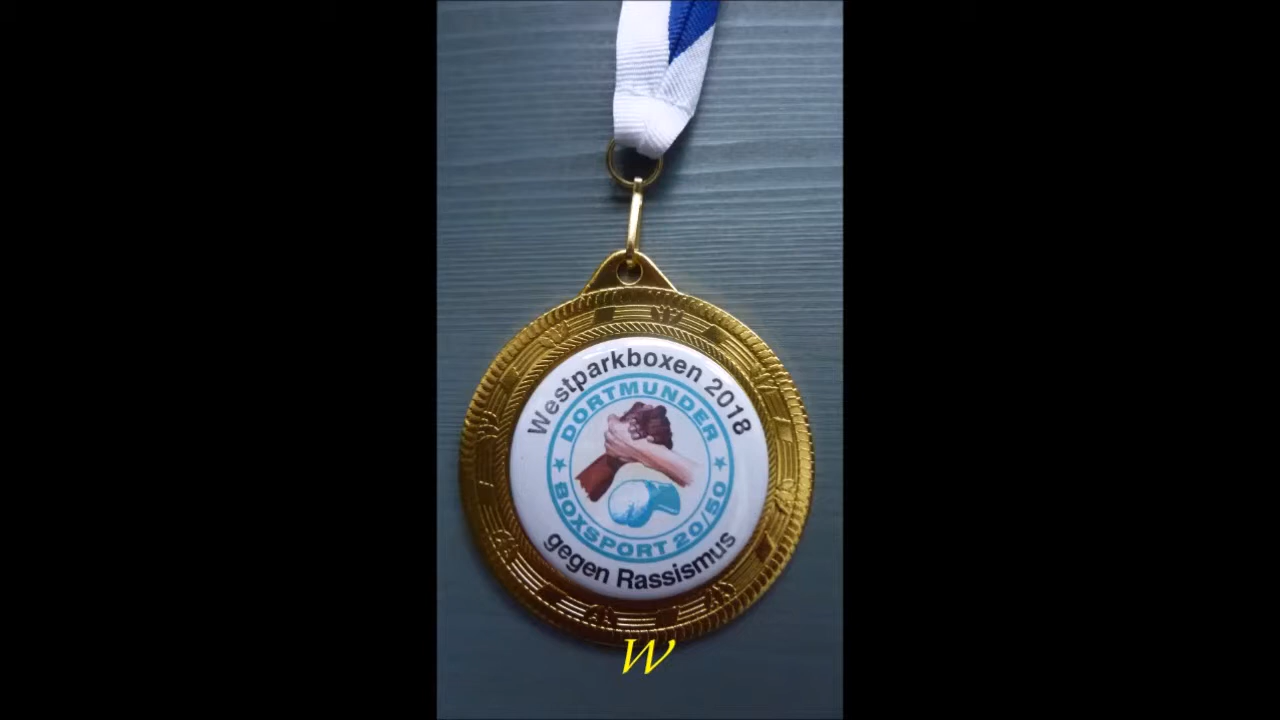 Westparkboxen 2018
DORTMUNDER
BOXSPORT 20/50
gegen Rassismus
W